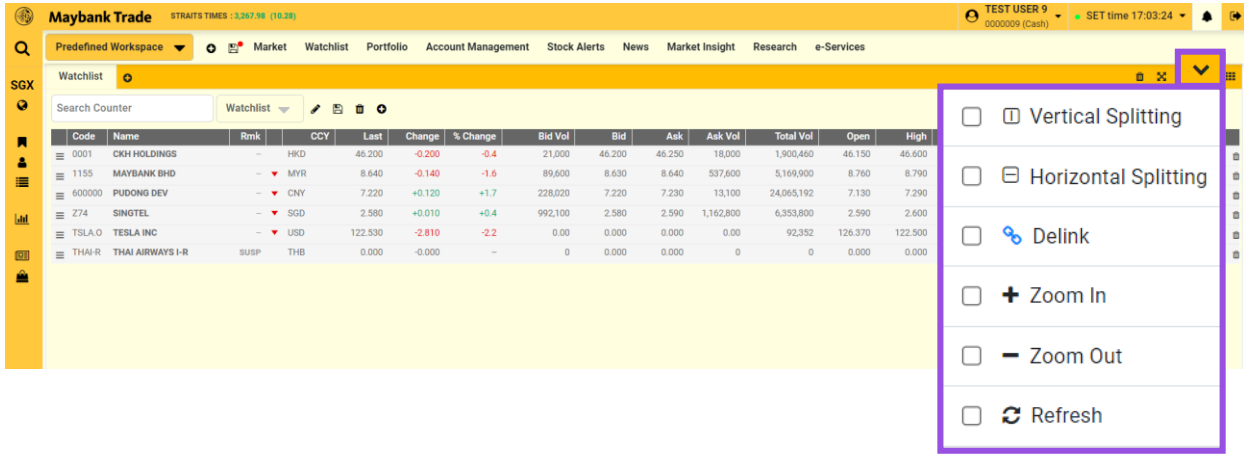 Maybank Trade STRAITS TIMES : 3,267.98 (10.28) TEST USER 9 SET time 17:03:24
0000009 (Cash)
Predefined Workspace Market Watchlist Portfolio Account Management Stock Alerts News Market Insight Research e-Services
SGX
Watchlist
Search Counter Watchlist
Code Name Rmk CCY Last Change % Change Bid Vol Bid Ask Ask Vol Total Vol Open High
0001 CKH HOLDINGS – HKD 46.200 -0.200 -0.4 21,000 46.200 46.250 18,000 1,900,460 46.150 46.600
1155 MAYBANK BHD – MYR 8.640 -0.140 -1.6 89,600 8.630 8.640 537,600 5,169,900 8.760 8.790
600000 PUDONG DEV – CNY 7.220 +0.120 +1.7 228,020 7.220 7.230 13,100 24,065,192 7.130 7.290
Z74 SINGTEL – SGD 2.580 +0.010 +0.4 992,100 2.580 2.590 1,162,800 6,353,800 2.590 2.600
TSLA.O TESLA INC – USD 122.530 -2.810 -2.2 0.00 0.000 0.000 0.00 92,352 126.370 122.500
THAI-R THAI AIRWAYS I-R SUSP THB 0.000 -0.000 – 0 0.000 0.000 0 0 0.000 0.000
Vertical Splitting
Horizontal Splitting
Delink
Zoom In
Zoom Out
Refresh